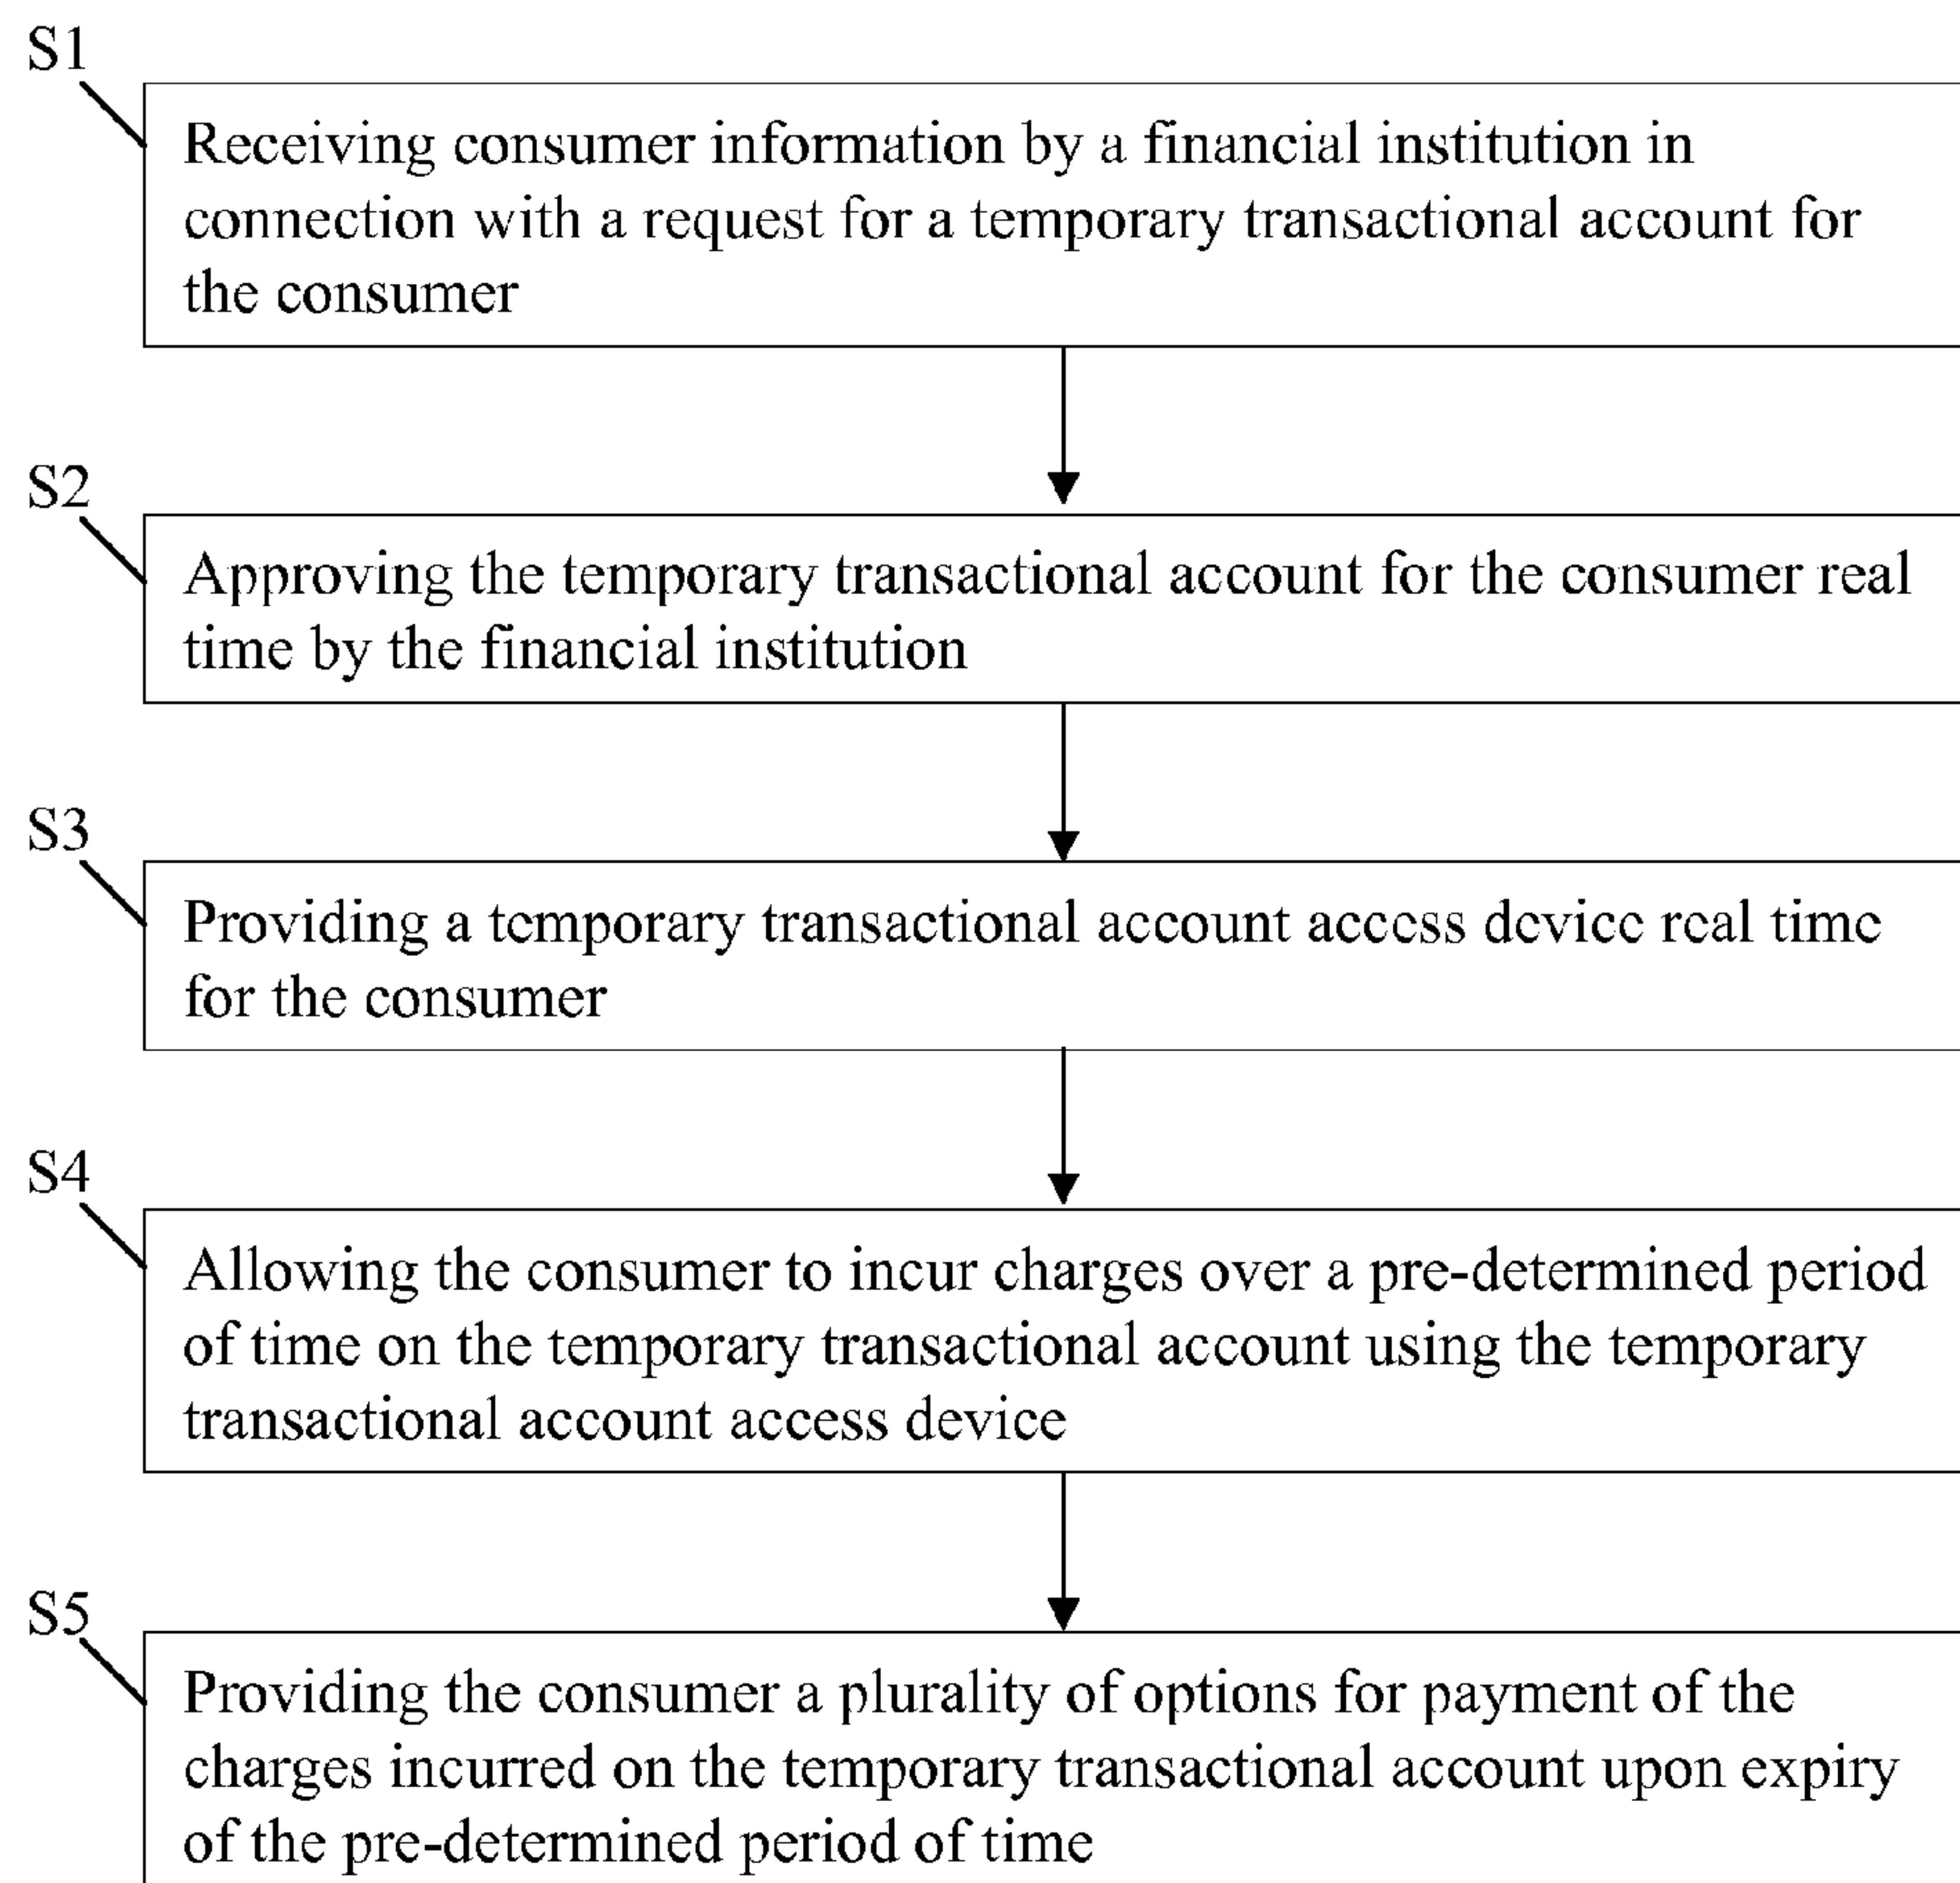 S1
Receiving consumer information by a financial institution in
connection with a request for a temporary transactional account for
the consumer
S2
Approving the temporary transactional account for the consumer real
time by the financial institution
S3
Providing a temporary transactional account access device real time
for the consumer
S4
Allowing the consumer to incur charges over a pre-determined period
of time on the temporary transactional account using the temporary
transactional account access device
S5
Providing the consumer a plurality of options for payment of the
charges incurred on the temporary transactional account upon expiry
of the pre-determined period of time